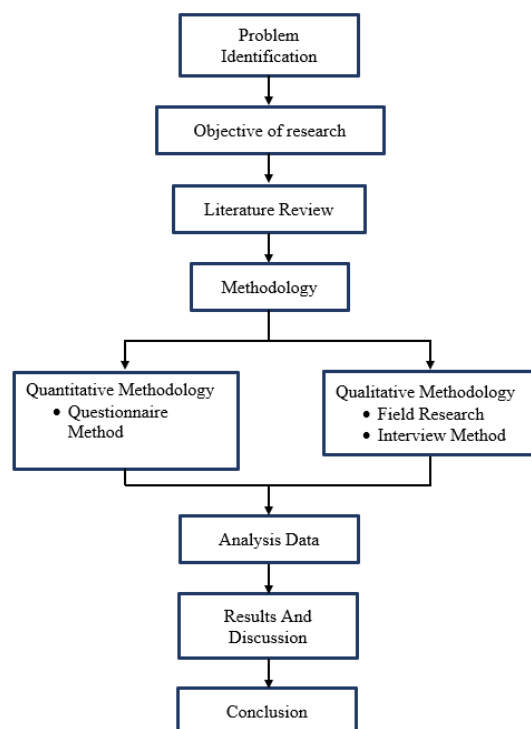 Problem
Identification
Objective of research
Literature Review
Methodology
Quantitative Methodology
• Questionnaire
Method
Qualitative Methodology
• Field Research
• Interview Method
Analysis Data
Results And
Discussion
Conclusion